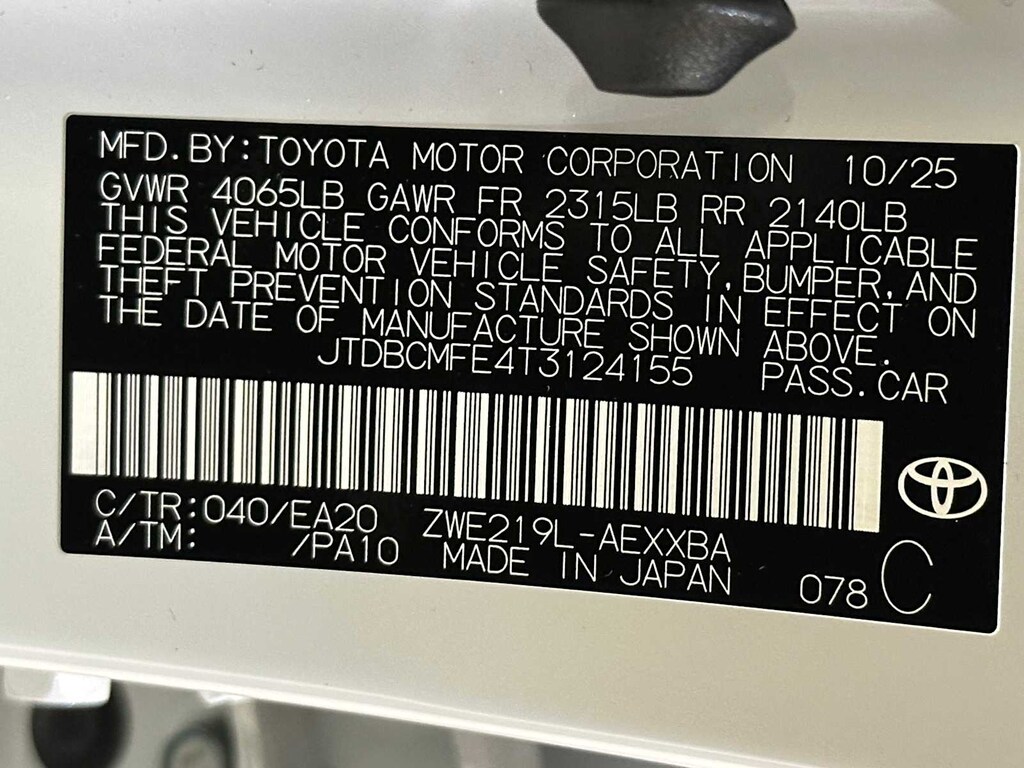 MFD.BY:TOYOTA MOTOR CORPORATION 10/25
GVWR 4065LB GAWR FR 2315LB RR 2140LB
THIS VEHICLE CONFORMS TO ALL APPLICABLE
FEDERAL MOTOR VEHICLE SAFETY,BUMPER,AND
THEFT PREVENTION STANDARDS IN EFFECT ON
THE DATE OF MANUFACTURE SHOWN ABOVE.
JTDBCMFE4T3124155 PASS.CAR
C/TR:040/EA20 ZWE219L-AEXXBA
A/TM: /PA10 MADE IN JAPAN 078 C